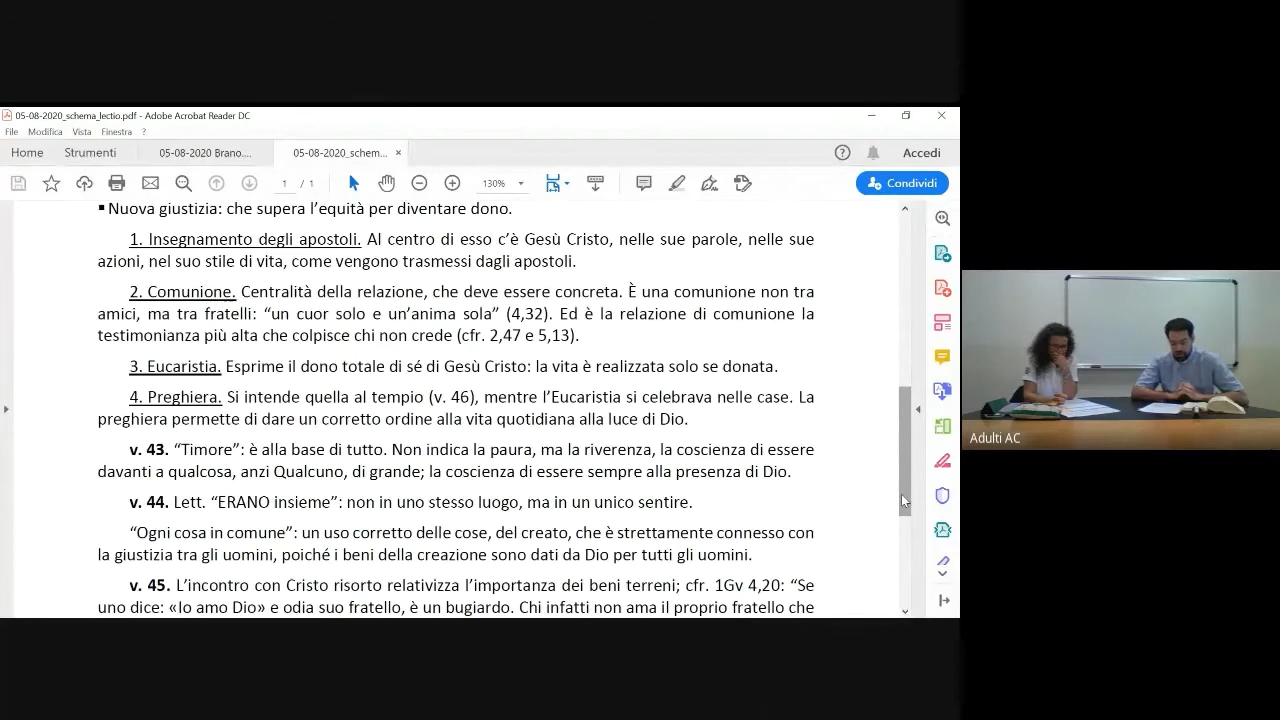 05-08-2020_schema_lectio.pdf - Adobe Acrobat Reader DC
File Modifica Vista Finestra ?
Home Strumenti 05-08-2020 Brano.... 05-08-2020_schem... × Accedi
1 / 1 130% Condividi
▪ Nuova giustizia: che supera l’equità per diventare dono.
1. Insegnamento degli apostoli. Al centro di esso c’è Gesù Cristo, nelle sue parole, nelle sue
azioni, nel suo stile di vita, come vengono trasmessi dagli apostoli.
2. Comunione. Centralità della relazione, che deve essere concreta. È una comunione non tra
amici, ma tra fratelli: “un cuor solo e un’anima sola” (4,32). Ed è la relazione di comunione la
testimonianza più alta che colpisce chi non crede (cfr. 2,47 e 5,13).
3. Eucaristia. Esprime il dono totale di sé di Gesù Cristo: la vita è realizzata solo se donata.
4. Preghiera. Si intende quella al tempio (v. 46), mentre l’Eucaristia si celebrava nelle case. La
preghiera permette di dare un corretto ordine alla vita quotidiana alla luce di Dio.
v. 43. “Timore”: è alla base di tutto. Non indica la paura, ma la riverenza, la coscienza di essere
davanti a qualcosa, anzi Qualcuno, di grande; la coscienza di essere sempre alla presenza di Dio.
v. 44. Lett. “ERANO insieme”: non in uno stesso luogo, ma in un unico sentire.
“Ogni cosa in comune”: un uso corretto delle cose, del creato, che è strettamente connesso con
la giustizia tra gli uomini, poiché i beni della creazione sono dati da Dio per tutti gli uomini.
v. 45. L’incontro con Cristo risorto relativizza l’importanza dei beni terreni; cfr. 1Gv 4,20: “Se
uno dice: «Io amo Dio» e odia suo fratello, è un bugiardo. Chi infatti non ama il proprio fratello che
Adulti AC